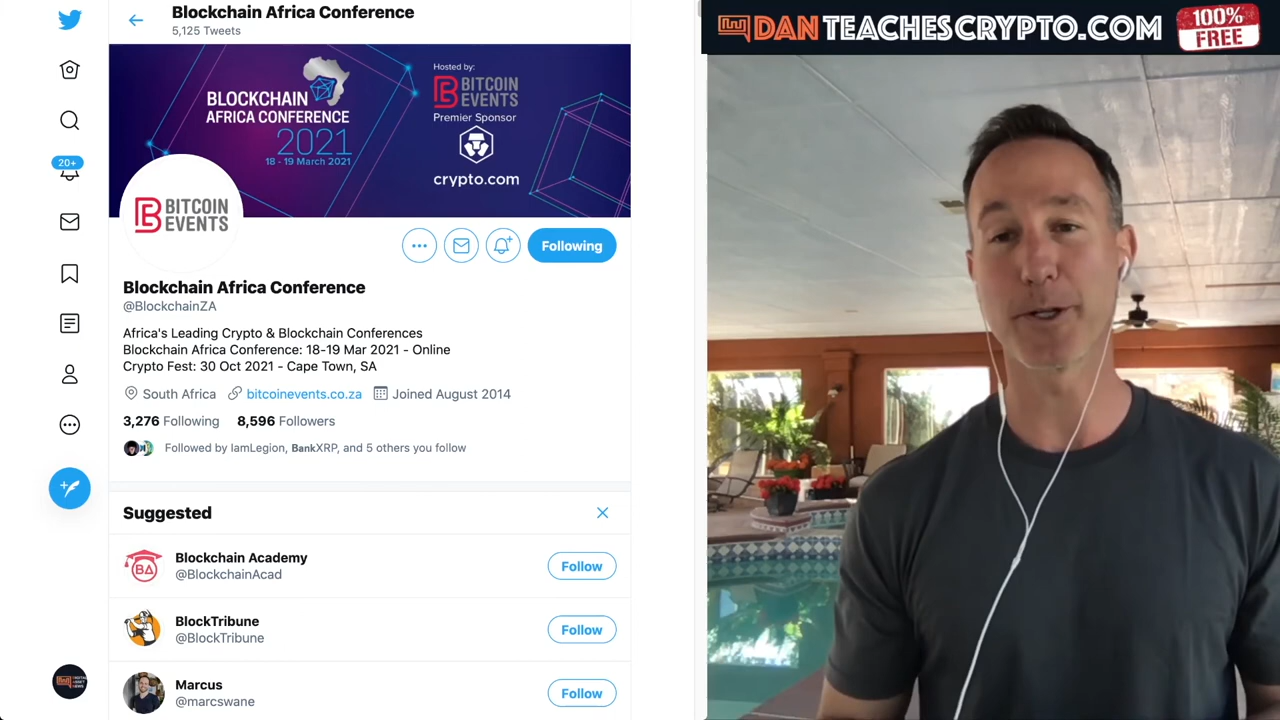 Blockchain Africa Conference
5,125 Tweets
BLOCKCHAIN
AFRICA CONFERENCE
2021
18 - 19 March 2021
Hosted by:
BITCOIN
EVENTS
Premier Sponsor
crypto.com
BITCOIN
EVENTS
20+
Following
Blockchain Africa Conference
@BlockchainZA
Africa's Leading Crypto & Blockchain Conferences
Blockchain Africa Conference: 18-19 Mar 2021 - Online
Crypto Fest: 30 Oct 2021 - Cape Town, SA
South Africa bitcoinevents.co.za Joined August 2014
3,276 Following 8,596 Followers
Followed by IamLegion, BankXRP, and 5 others you follow
Suggested
Blockchain Academy
@BlockchainAcad
Follow
BlockTribune
@BlockTribune
Follow
Marcus
@marcswane
Follow
DANTEACHESCRYPTO.COM
100%
FREE